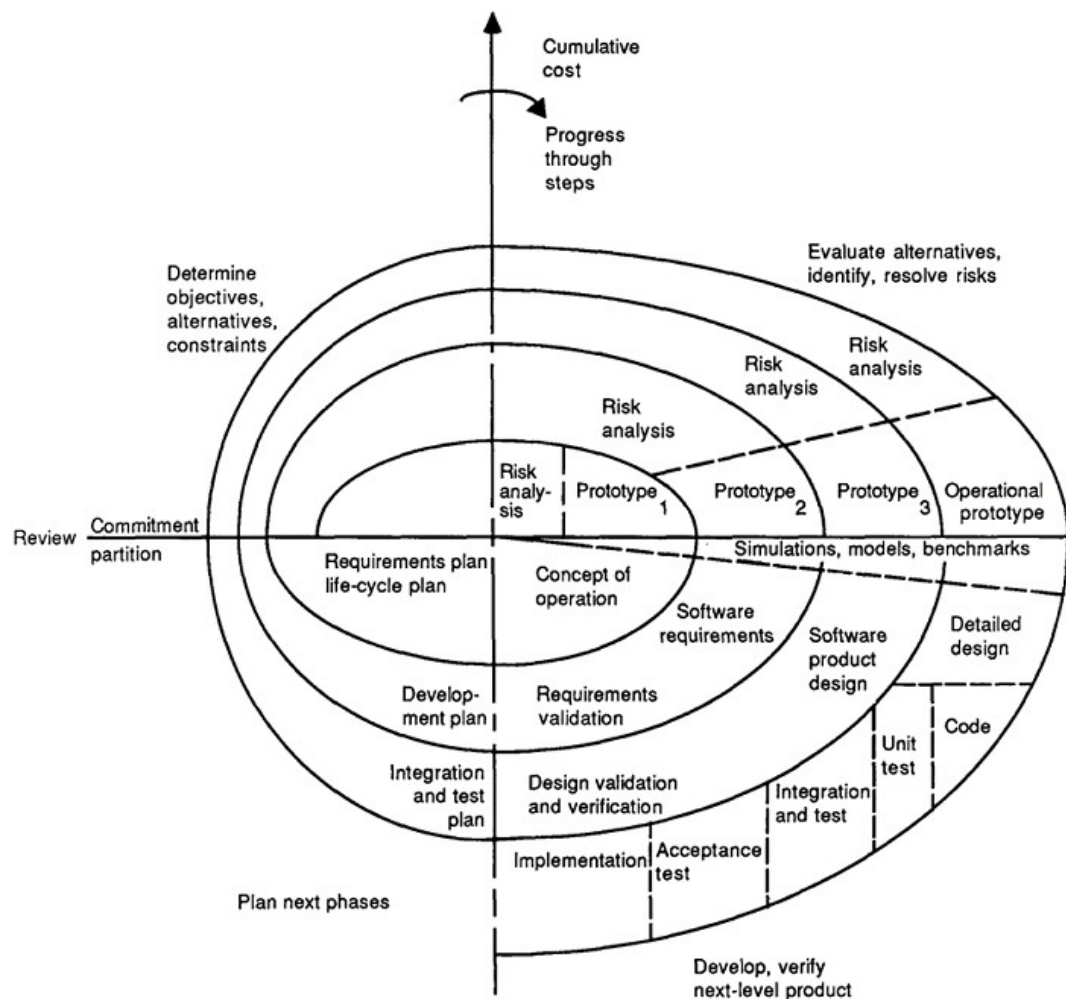 Cumulative
cost
Progress
through
steps
Evaluate alternatives,
identify, resolve risks
Determine
objectives,
alternatives,
constraints
Risk
analysis
Risk
analysis
Risk
analysis
Risk
analy-
sis
Prototype 1
Prototype 2
Prototype 3
Operational
prototype
Review
Commitment
partition
Simulations, models, benchmarks
Requirements plan
life-cycle plan
Concept of
operation
Software
requirements
Software
product
design
Detailed
design
Develop-
ment plan
Requirements
validation
Code
Unit
test
Integration
and test
plan
Design validation
and verification
Integration
and test
Acceptance
test
Implementation
Plan next phases
Develop, verify
next-level product